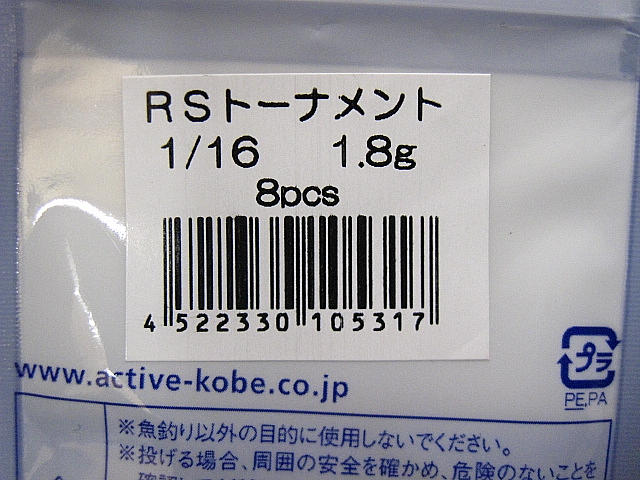 RSトーナメント
1/16 1.8g
8pcs
4 522330 105317
www.active-kobe.co.jp
プラ
PE,PA
※魚釣り以外の目的に使用しないでください。
※投げる場合、周囲の安全を確かめ、危険のないことを